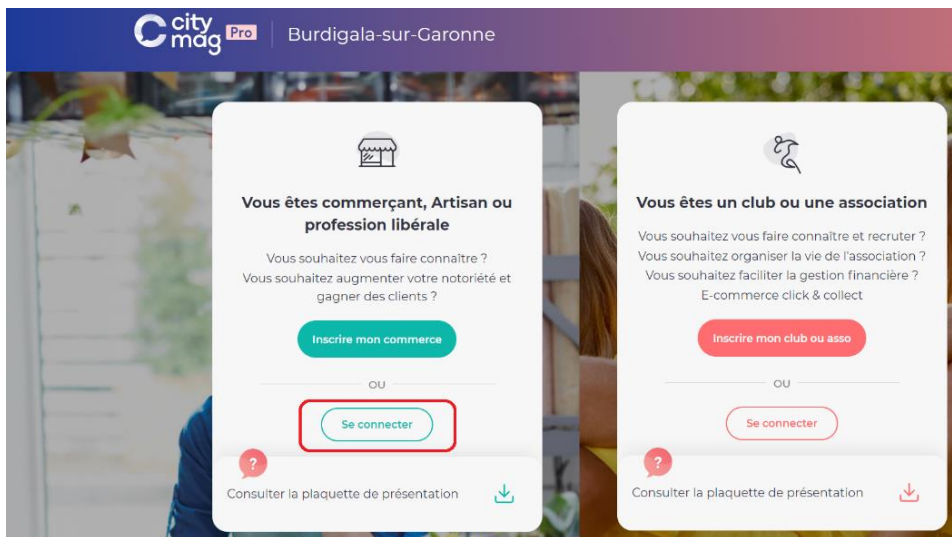 city
mag Pro
Burdigala-sur-Garonne
Vous êtes commerçant, Artisan ou
profession libérale
Vous souhaitez vous faire connaître ?
Vous souhaitez augmenter votre notoriété et
gagner des clients ?
Inscrire mon commerce
OU
Se connecter
?
Consulter la plaquette de présentation
Vous êtes un club ou une association
Vous souhaitez vous faire connaître et recruter ?
Vous souhaitez organiser la vie de l'association ?
Vous souhaitez faciliter la gestion financière ?
E-commerce click & collect
Inscrire mon club ou asso
OU
Se connecter
?
Consulter la plaquette de présentation